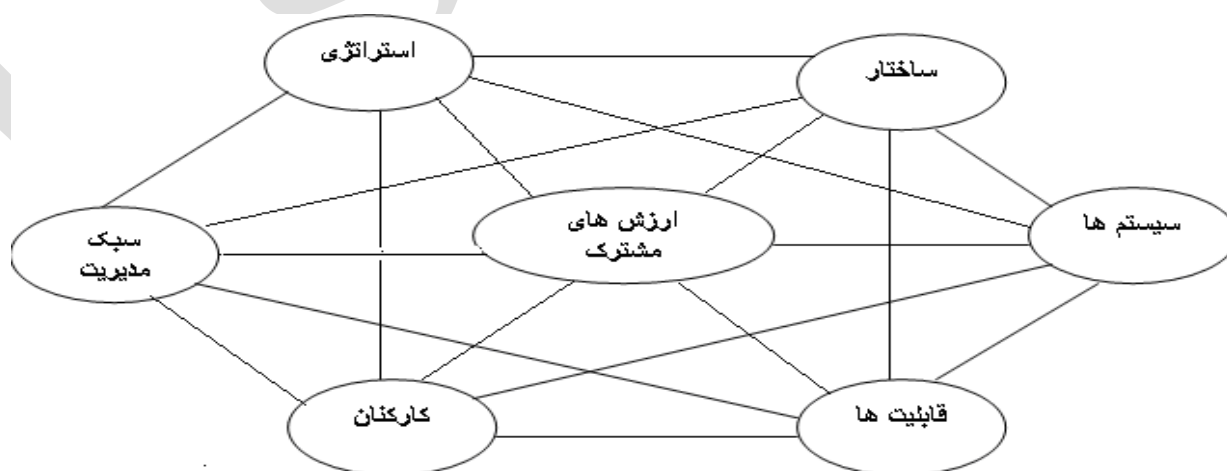 استراتژی
ساختار
ارزش های
مشترک
سیستم ها
سبک
مدیریت
کارکنان
قابلیت ها